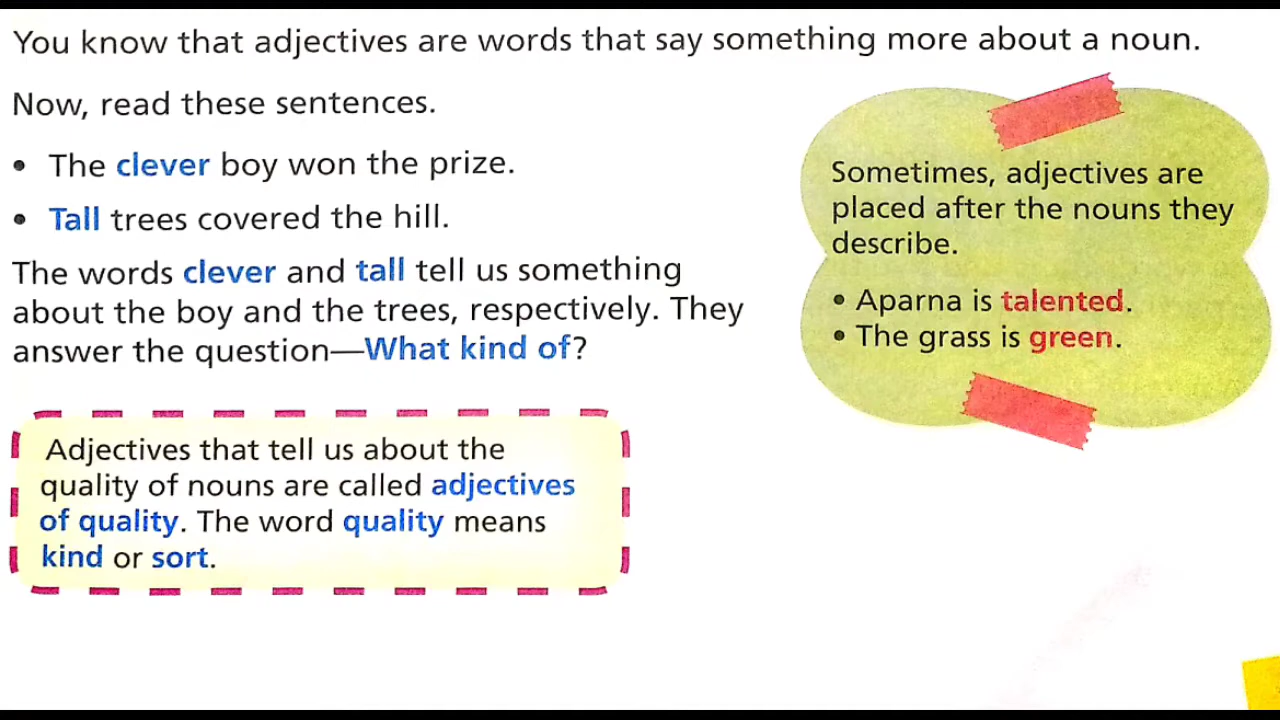 You know that adjectives are words that say something more about a noun.
Now, read these sentences.
• The clever boy won the prize.
• Tall trees covered the hill.
The words clever and tall tell us something
about the boy and the trees, respectively. They
answer the question—What kind of?
Adjectives that tell us about the
quality of nouns are called adjectives
of quality. The word quality means
kind or sort.
Sometimes, adjectives are
placed after the nouns they
describe.
• Aparna is talented.
• The grass is green.